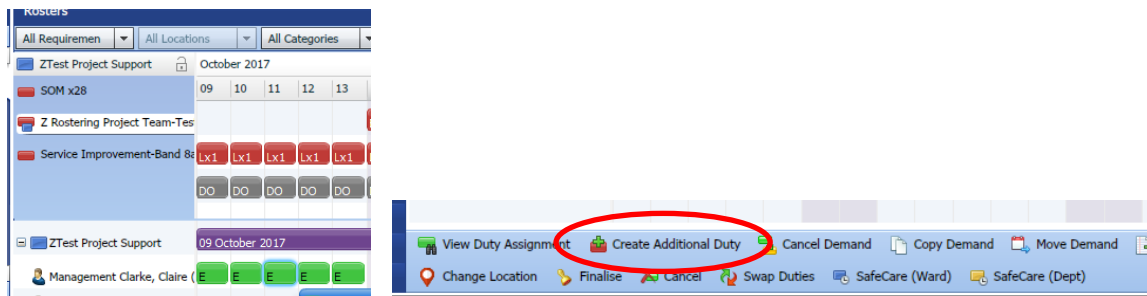 Rosters
All Requiremen All Locations All Categories
ZTest Project Support October 2017
SOM x28 09 10 11 12 13
Z Rostering Project Team-Tes
Service Improvement-Band 8a Lx1 Lx1 Lx1 Lx1 Lx1
DO DO DO DO DO
ZTest Project Support 09 October 2017
Management Clarke, Claire ( E E E E E
View Duty Assignment Create Additional Duty Cancel Demand Copy Demand Move Demand
Change Location Finalise Cancel Swap Duties SafeCare (Ward) SafeCare (Dept)